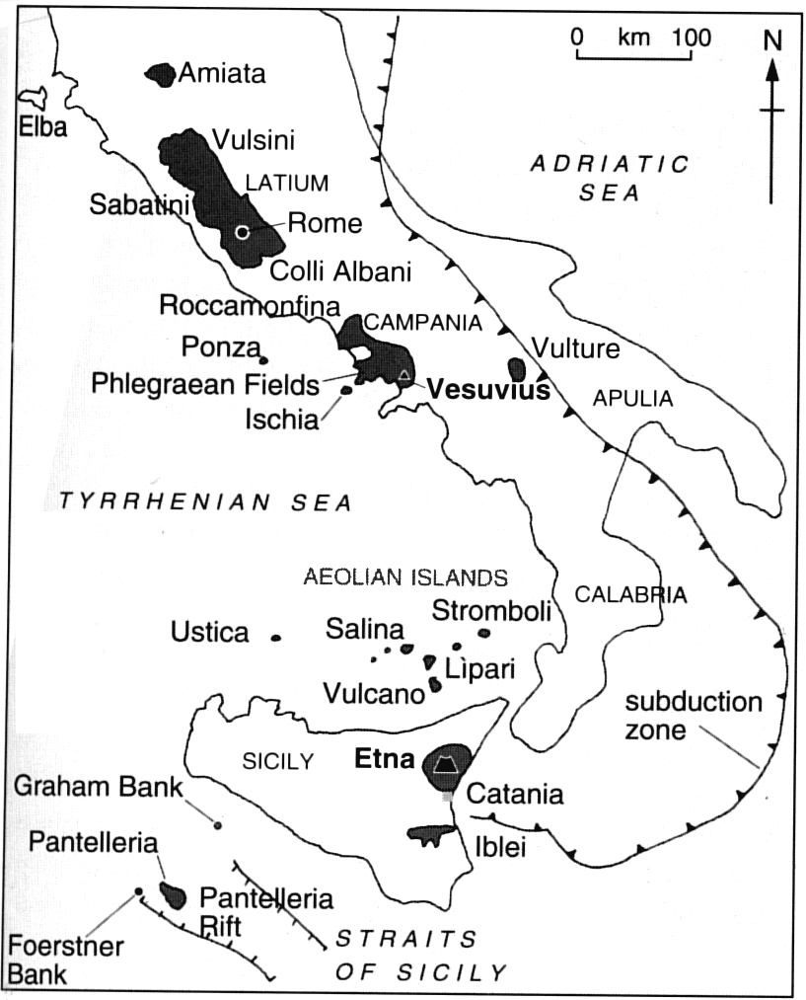 0 km 100
N
Amiata
Elba
Vulsini
ADRIATIC
SEA
LATIUM
Sabatini
Rome
Colli Albani
Roccamonfina
CAMPANIA
Ponza
Vulture
Phlegraean Fields
Vesuvius
APULIA
Ischia
TYRRHENIAN SEA
AEOLIAN ISLANDS
CALABRIA
Stromboli
Ustica
Salina
Lipari
Vulcano
subduction
zone
SICILY
Etna
Graham Bank
Catania
Pantelleria
Iblei
Pantelleria
Rift
STRAITS
OF SICILY
Foerstner
Bank